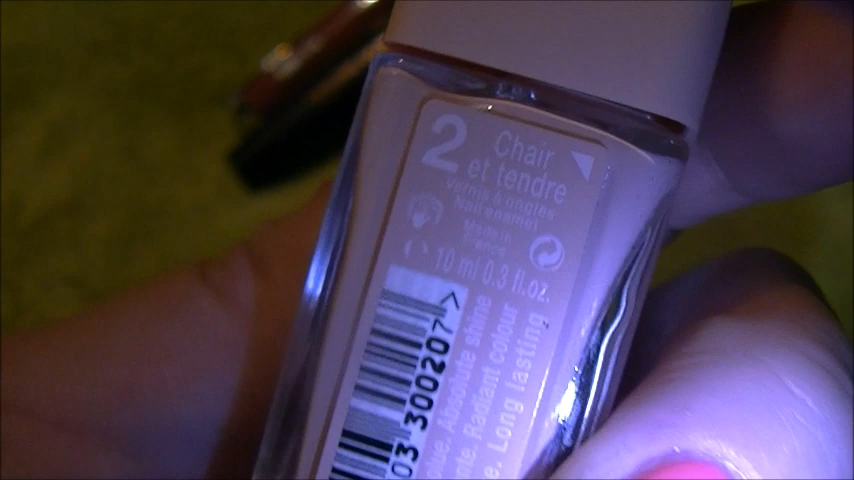 2
Chair
et tendre
Vernis à ongles
Nail enamel
Made in
France
10 ml 0.3 fl.oz.
03 300207 >
Absolute shine
Radiant colour
Long lasting